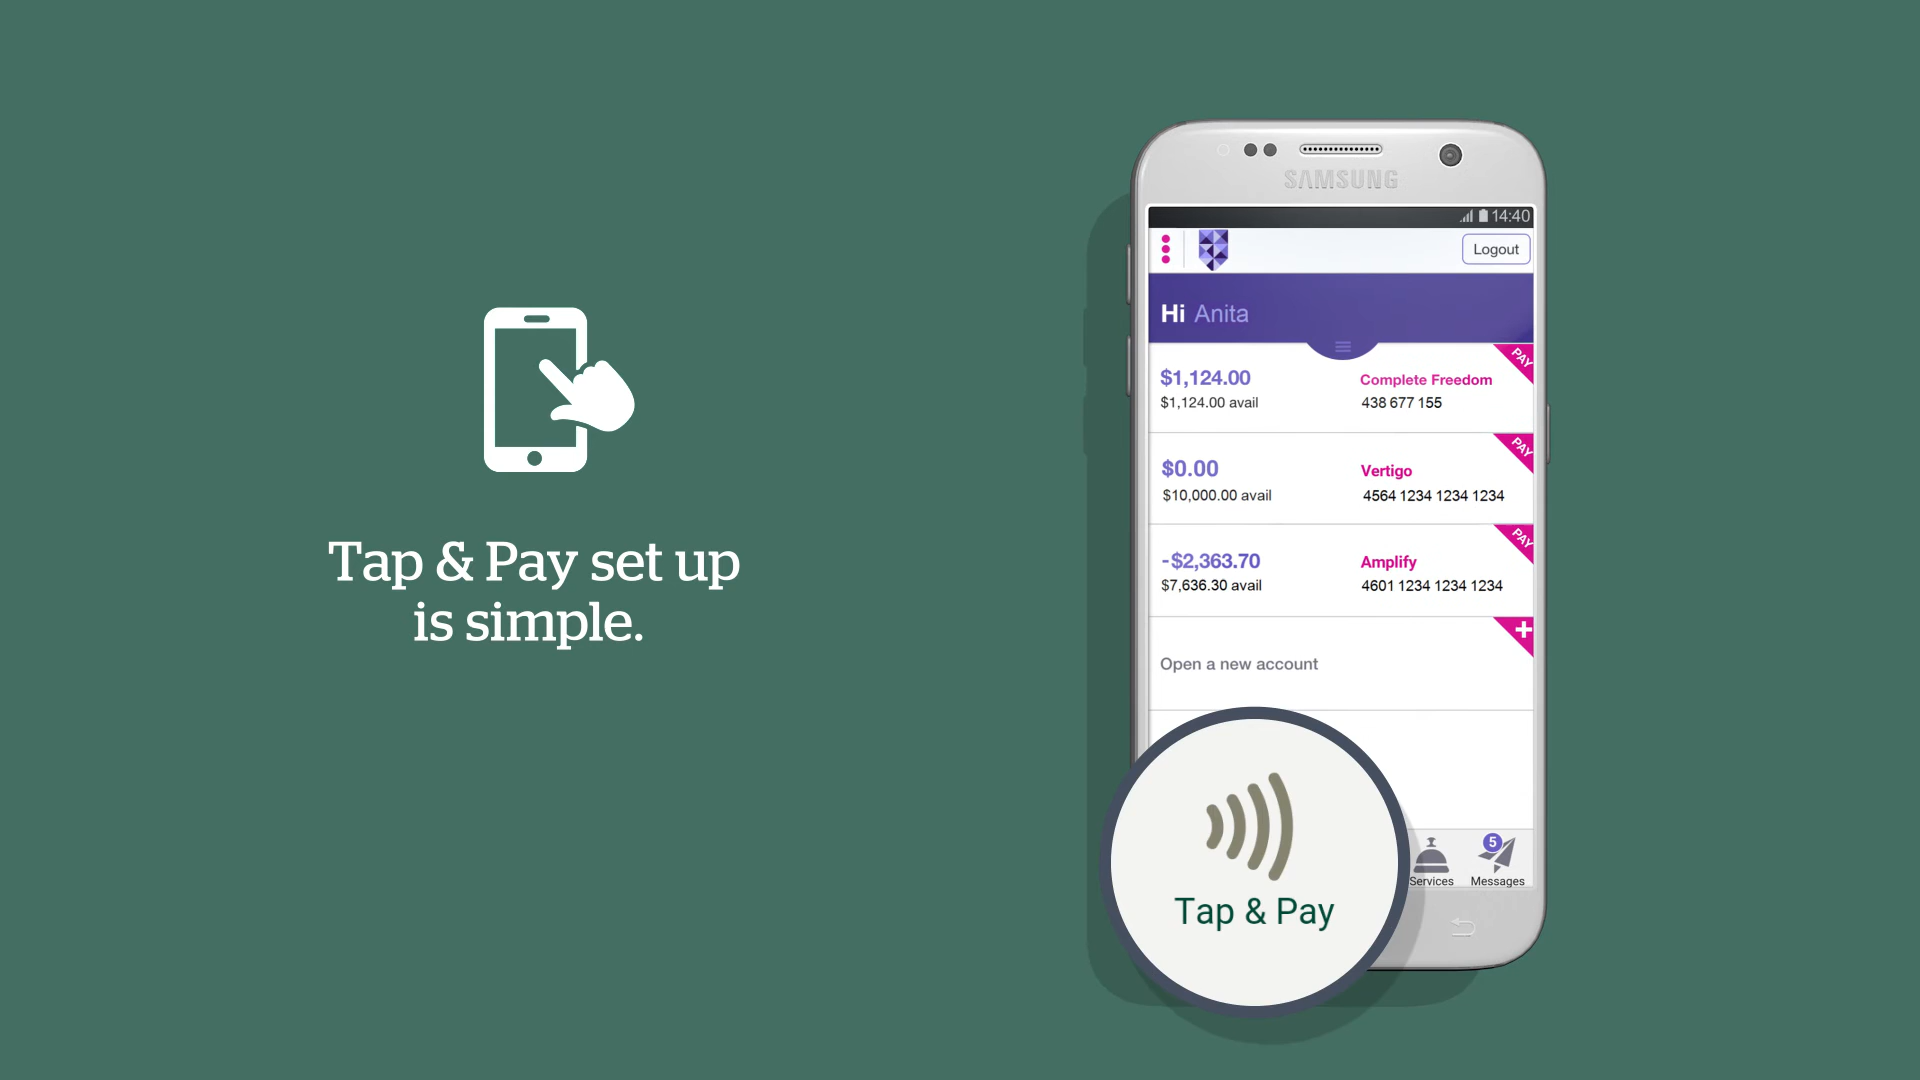 Tap & Pay set up
is simple.
SAMSUNG
14:40
Logout
Hi Anita
PAY
$1,124.00 Complete Freedom
$1,124.00 avail 438 677 155
PAY
$0.00 Vertigo
$10,000.00 avail 4564 1234 1234 1234
PAY
-$2,363.70 Amplify
$7,636.30 avail 4601 1234 1234 1234
+
Open a new account
5
Services Messages
Tap & Pay